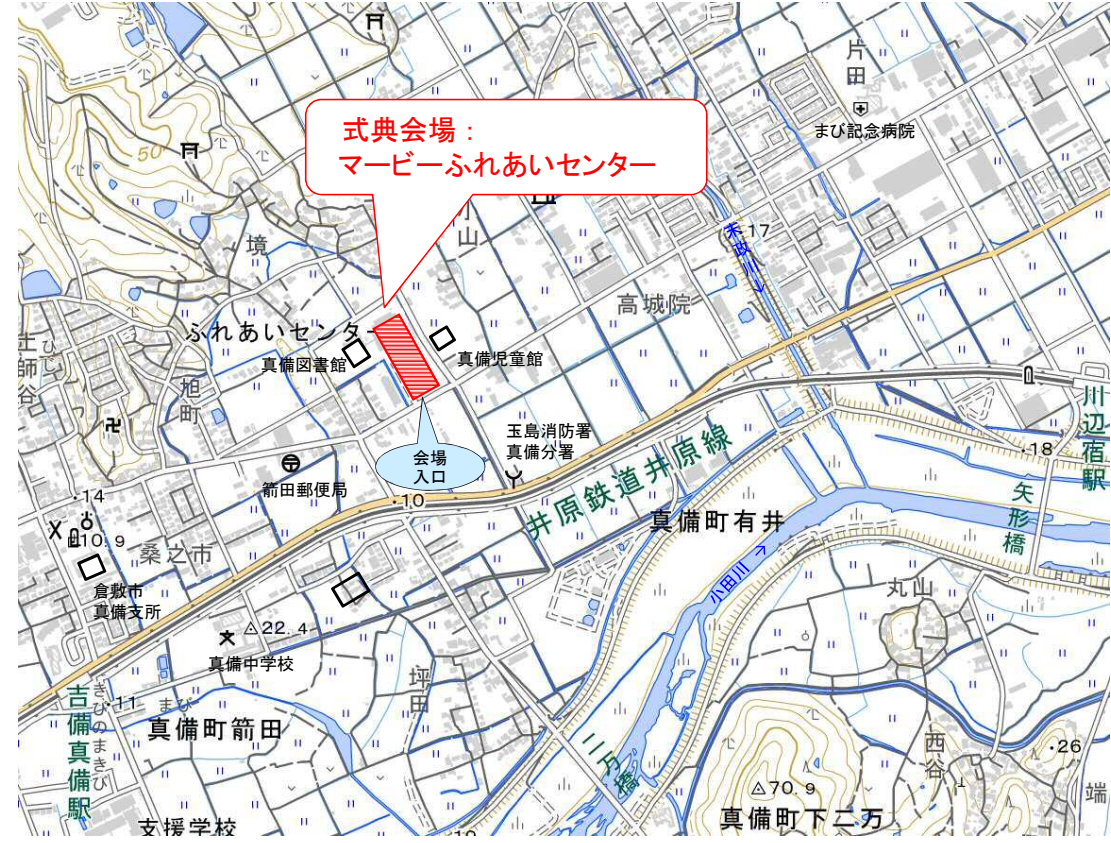 片田
まび記念病院
50
式典会場：
マービーふれあいセンター
小山
17
末政川→
境
高城院
ふれあいセンター
土師谷
真備図書館
真備児童館
旭町
川辺宿駅
玉島消防署
真備分署
会場
入口
井原鉄道井原線
18
箭田郵便局
14
10
矢形橋
真備町有井
10.9
桑之市
小田川→
倉敷市
真備支所
丸山
22.4
真備中学校
坪田
きびのまきび
吉備真備駅
11
まび
真備町箭田
二万橋
西谷
26
70.9
端
支援学校
真備町下二万